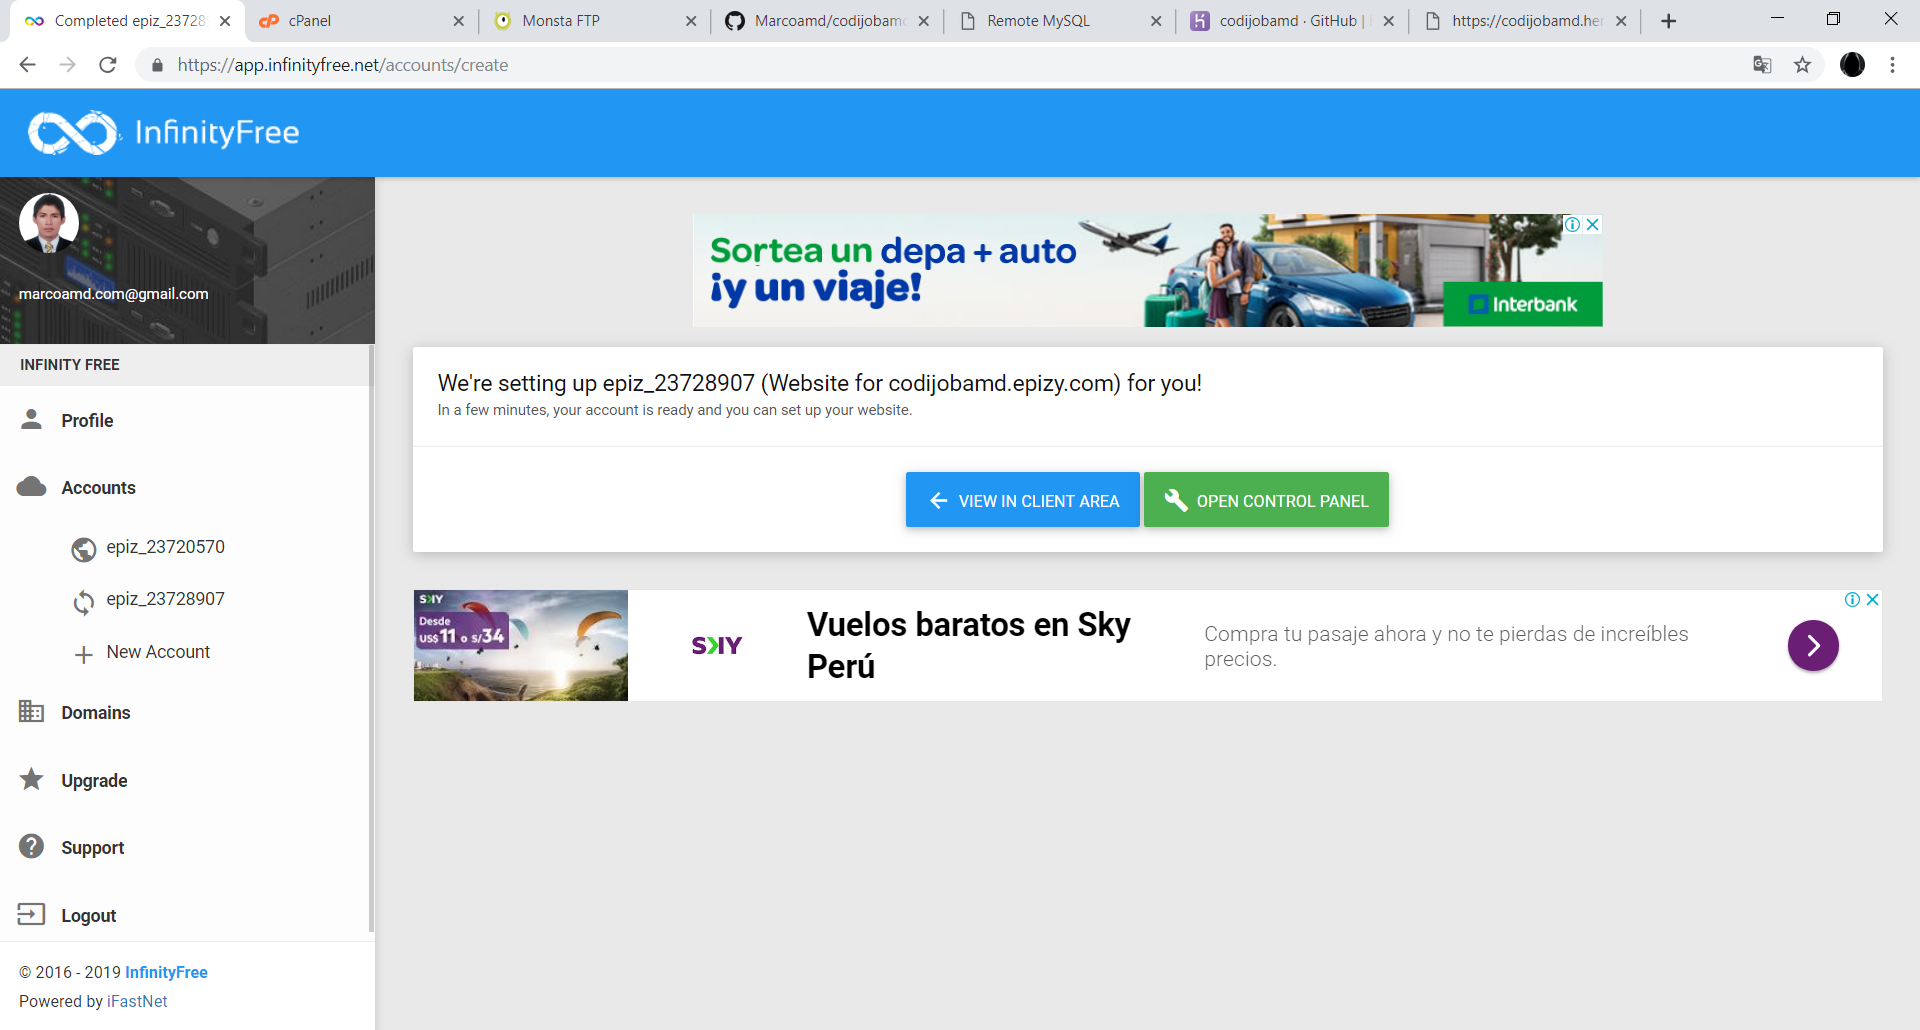 Completed epiz_23728
cPanel
Monsta FTP
Marcoamd/codijobam
Remote MySQL
codijobamd · GitHub |
https://codijobamd.he
https://app.infinityfree.net/accounts/create
InfinityFree
marcoamd.com@gmail.com
INFINITY FREE
Profile
Accounts
epiz_23720570
epiz_23728907
New Account
Domains
Upgrade
Support
Logout
© 2016 - 2019 InfinityFree
Powered by iFastNet
Sortea un depa + auto
¡y un viaje!
Interbank
We're setting up epiz_23728907 (Website for codijobamd.epizy.com) for you!
In a few minutes, your account is ready and you can set up your website.
VIEW IN CLIENT AREA
OPEN CONTROL PANEL
SKY
Desde
US$ 11 o S/34
SKY
Vuelos baratos en Sky
Perú
Compra tu pasaje ahora y no te pierdas de increíbles
precios.